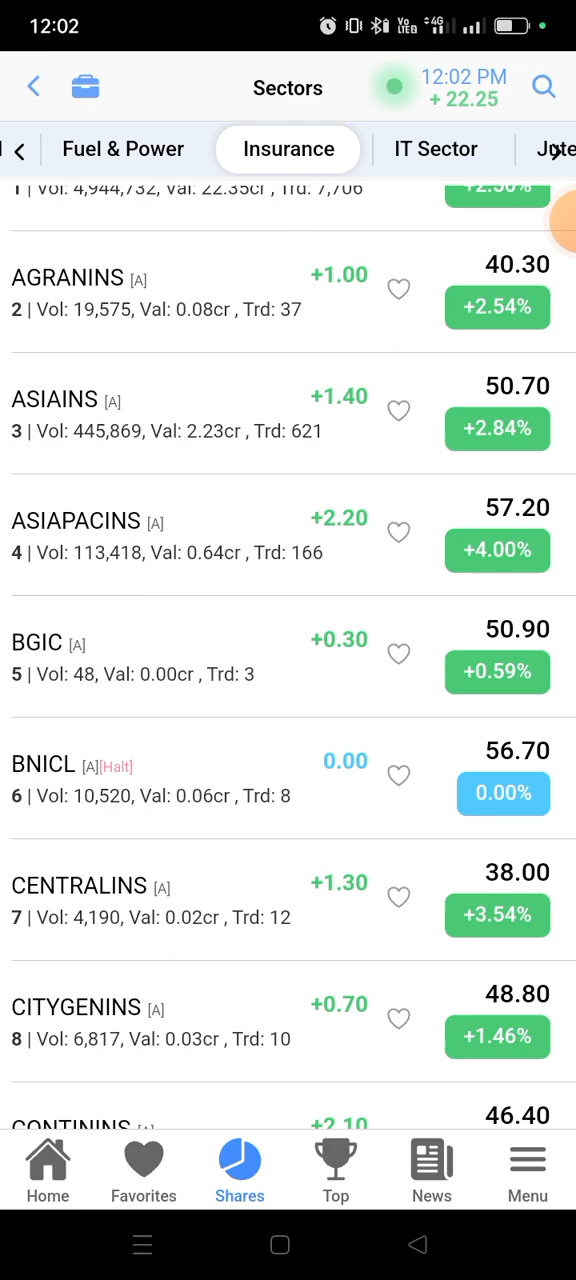 12:02
Vo LTE2 4G
Sectors
12:02 PM
+ 22.25
Fuel & Power
Insurance
IT Sector
Jute
1 | Vol: 4,944,732, Val: 22.35cr , Trd: 7,706
AGRANINS [A]
+1.00
40.30
2 | Vol: 19,575, Val: 0.08cr , Trd: 37
+2.54%
ASIAINS [A]
+1.40
50.70
3 | Vol: 445,869, Val: 2.23cr , Trd: 621
+2.84%
ASIAPACINS [A]
+2.20
57.20
4 | Vol: 113,418, Val: 0.64cr , Trd: 166
+4.00%
BGIC [A]
+0.30
50.90
5 | Vol: 48, Val: 0.00cr , Trd: 3
+0.59%
BNICL [A][Halt]
0.00
56.70
6 | Vol: 10,520, Val: 0.06cr , Trd: 8
0.00%
CENTRALINS [A]
+1.30
38.00
7 | Vol: 4,190, Val: 0.02cr , Trd: 12
+3.54%
CITYGENINS [A]
+0.70
48.80
8 | Vol: 6,817, Val: 0.03cr , Trd: 10
+1.46%
CONTININS [A]
+2.10
46.40
Home
Favorites
Shares
Top
News
Menu